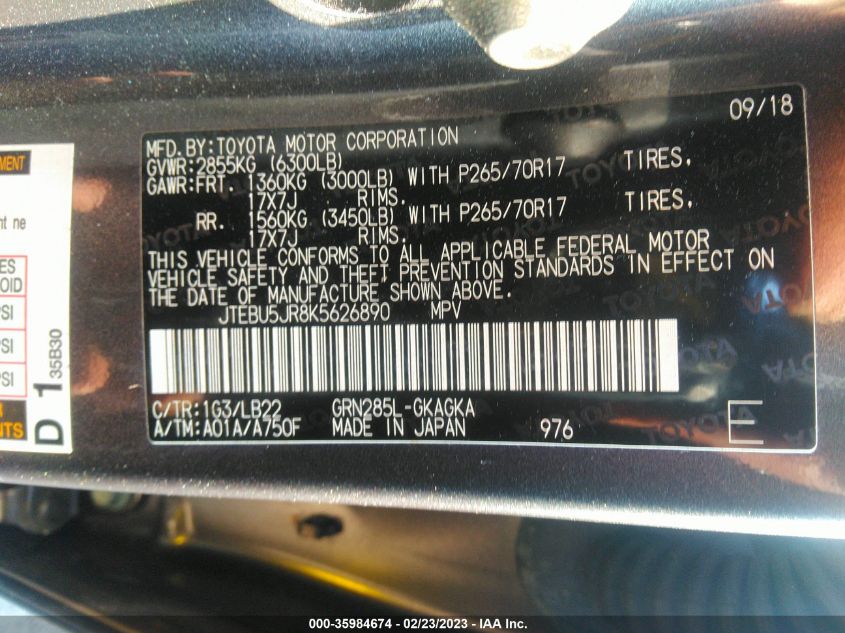 09/18
MFD.BY:TOYOTA MOTOR CORPORATION
GVWR:2855KG (6300LB)
GAWR:FRT. 1360KG (3000LB) WITH P265/70R17 TIRES,
17X7J RIMS.
RR. 1560KG (3450LB) WITH P265/70R17 TIRES,
17X7J RIMS.
THIS VEHICLE CONFORMS TO ALL APPLICABLE FEDERAL MOTOR
VEHICLE SAFETY AND THEFT PREVENTION STANDARDS IN EFFECT ON
THE DATE OF MANUFACTURE SHOWN ABOVE.
JTEBU5JR8K5626890 MPV
C/TR:1G3/LB22 GRN285L-GKAGKA
A/TM:A01A/A750F MADE IN JAPAN 976 E
D 1 35B30
000-35984674 - 02/23/2023 - IAA Inc.